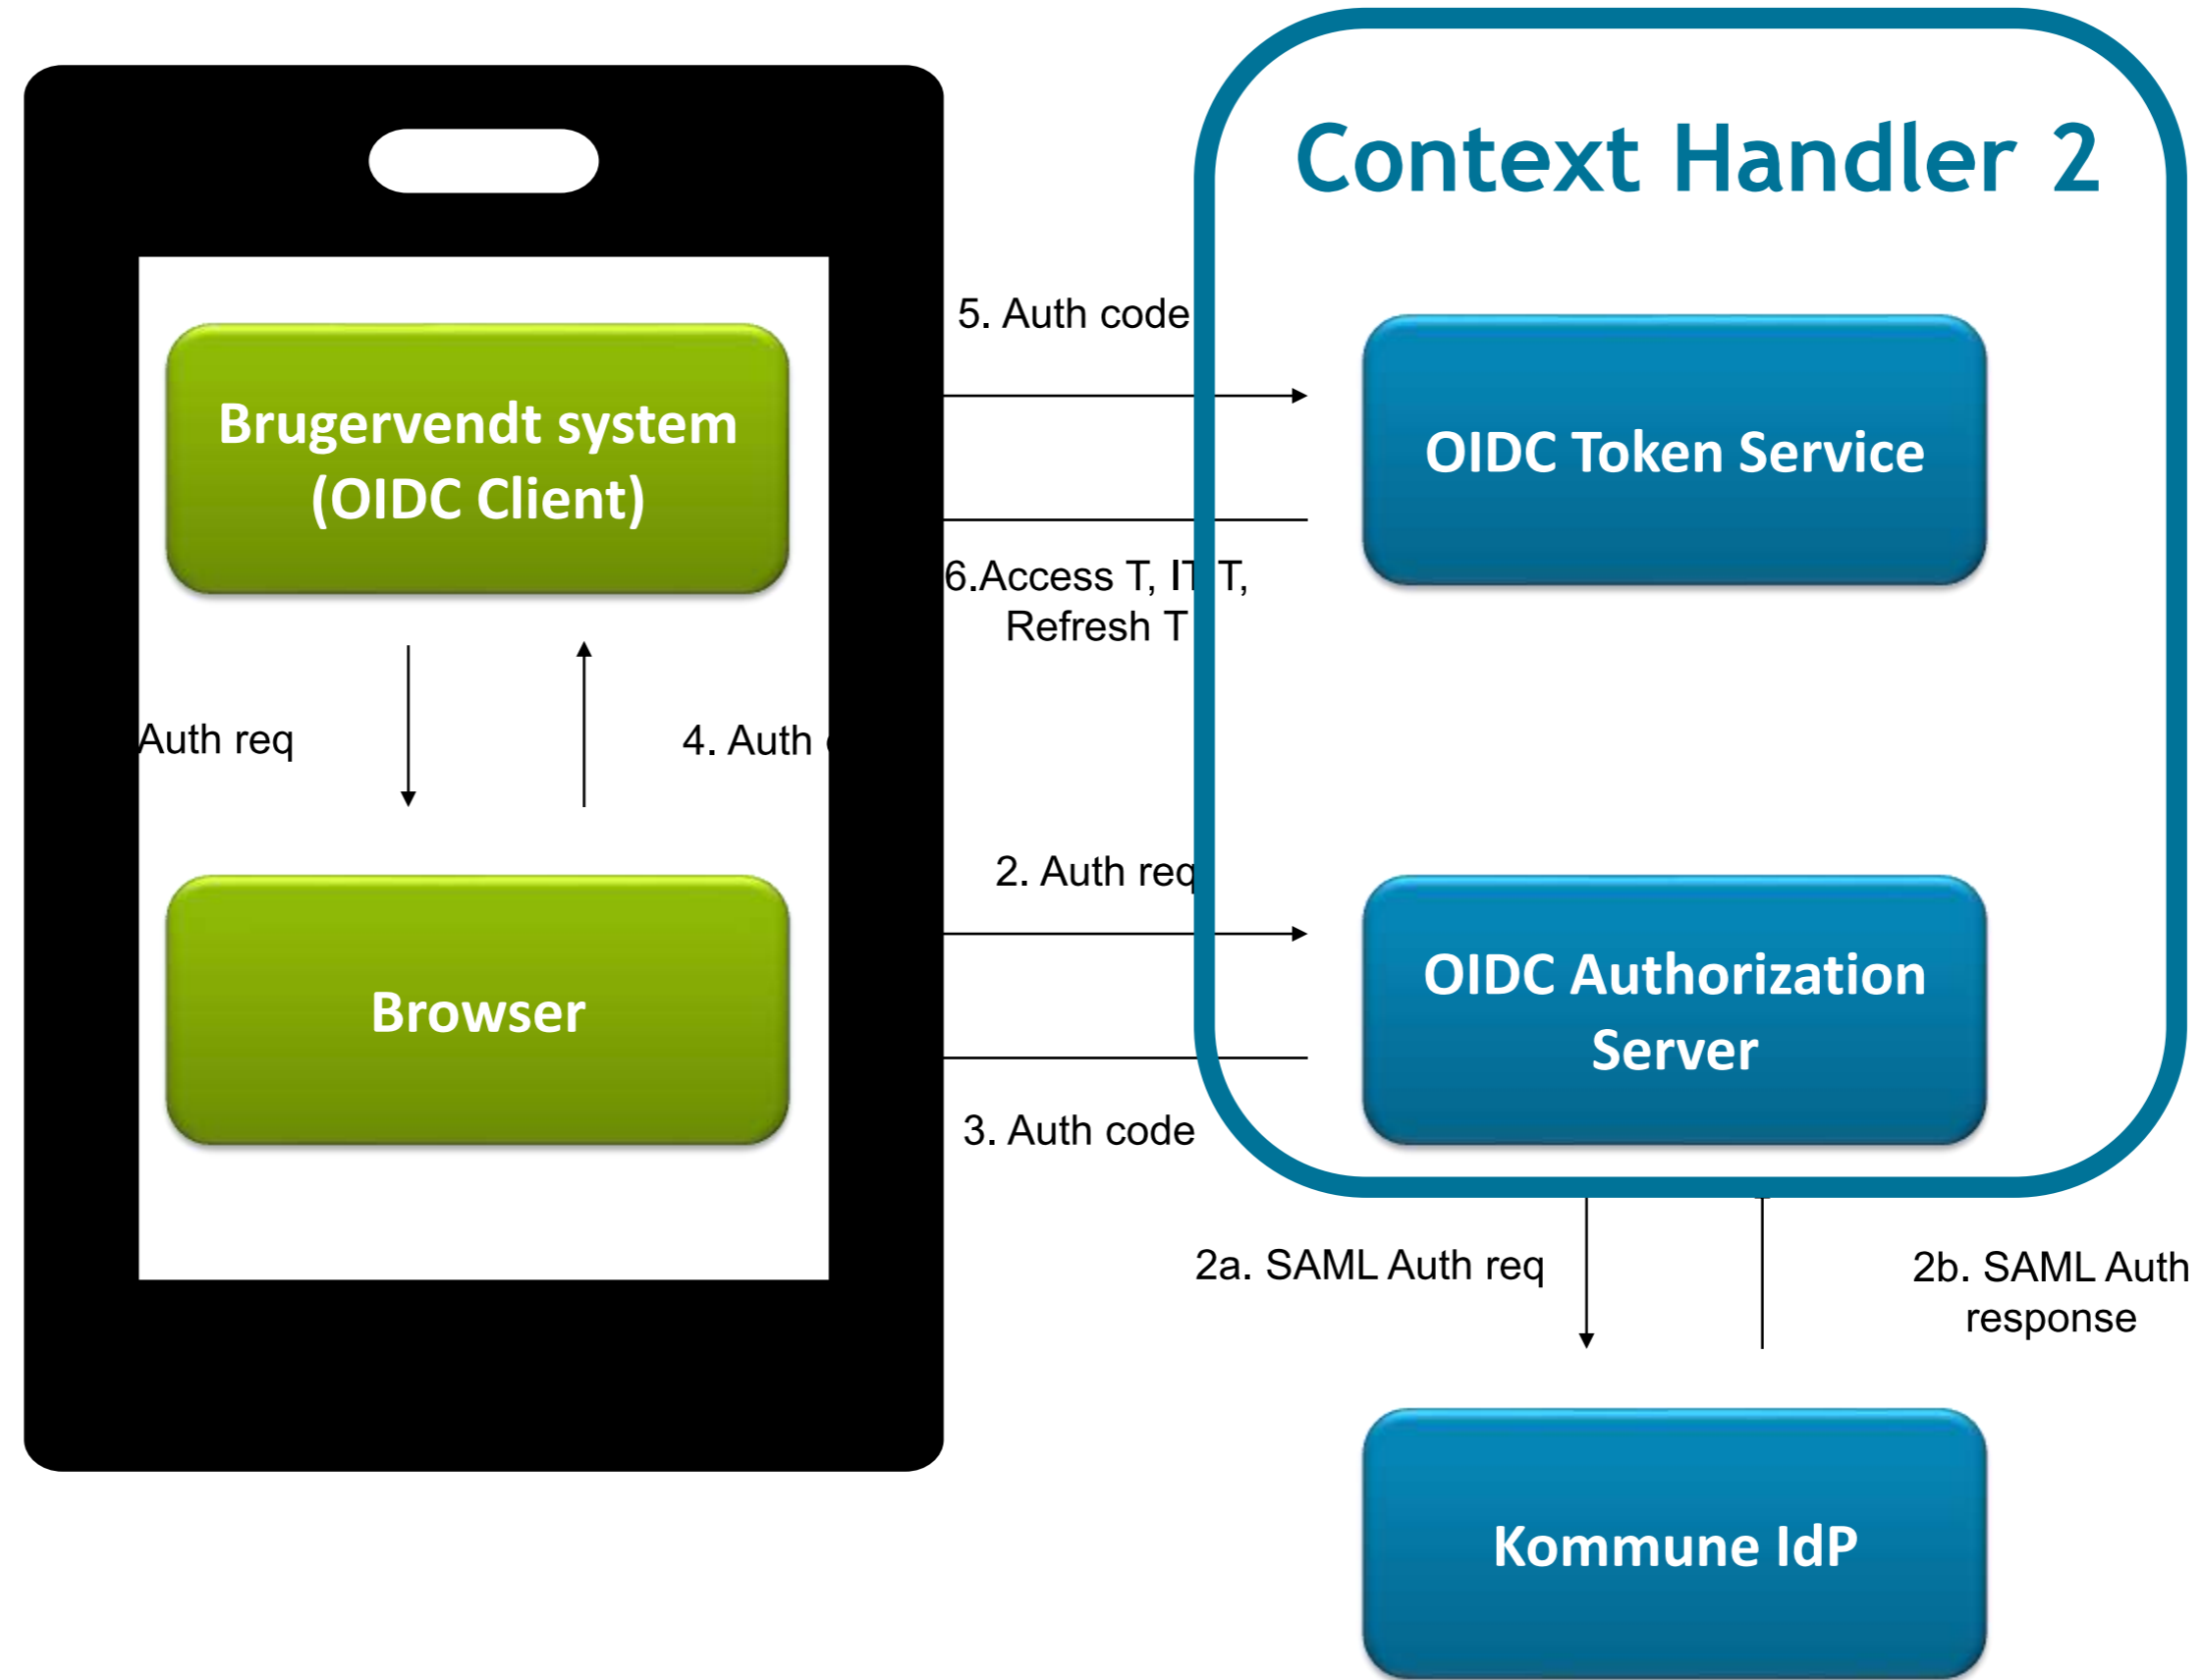 Context Handler 2
5. Auth code
Brugervendt system
(OIDC Client)
OIDC Token Service
6.Access T, IT T,
Refresh T
Auth req
4. Auth
2. Auth req
OIDC Authorization
Server
Browser
3. Auth code
2a. SAML Auth req
2b. SAML Auth
response
Kommune IdP